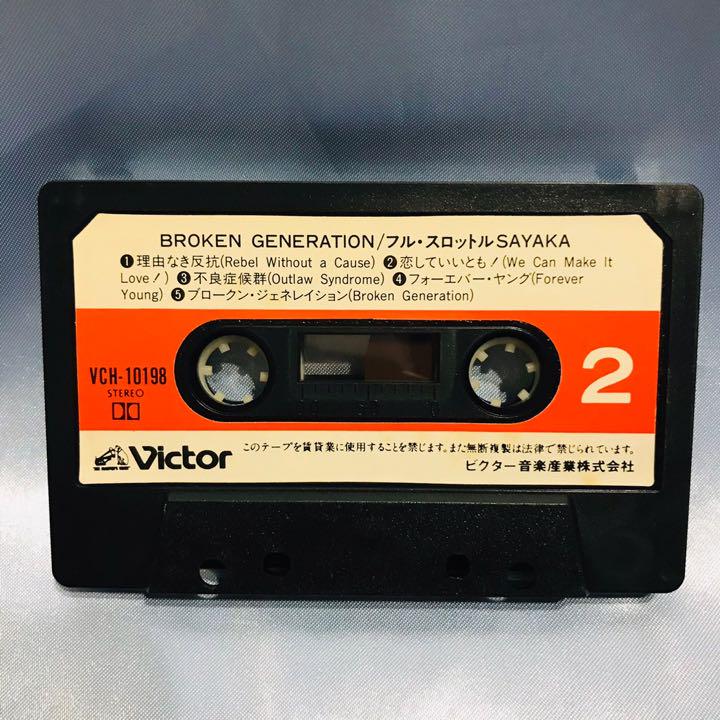 BROKEN GENERATION/フル・スロットルSAYAKA
❶理由なき反抗(Rebel Without a Cause) ❷恋していいとも!(We Can Make It
Love!) ❸不良症候群(Outlaw Syndrome) ❹フォーエバー・ヤング(Forever
Young) ❺ブロークン・ジェネレイション(Broken Generation)
VCH-10198
STEREO
2
Victor
このテープを賃貸業に使用することを禁じます。また無断複製は法律で禁じられています。
ビクター音楽産業株式会社